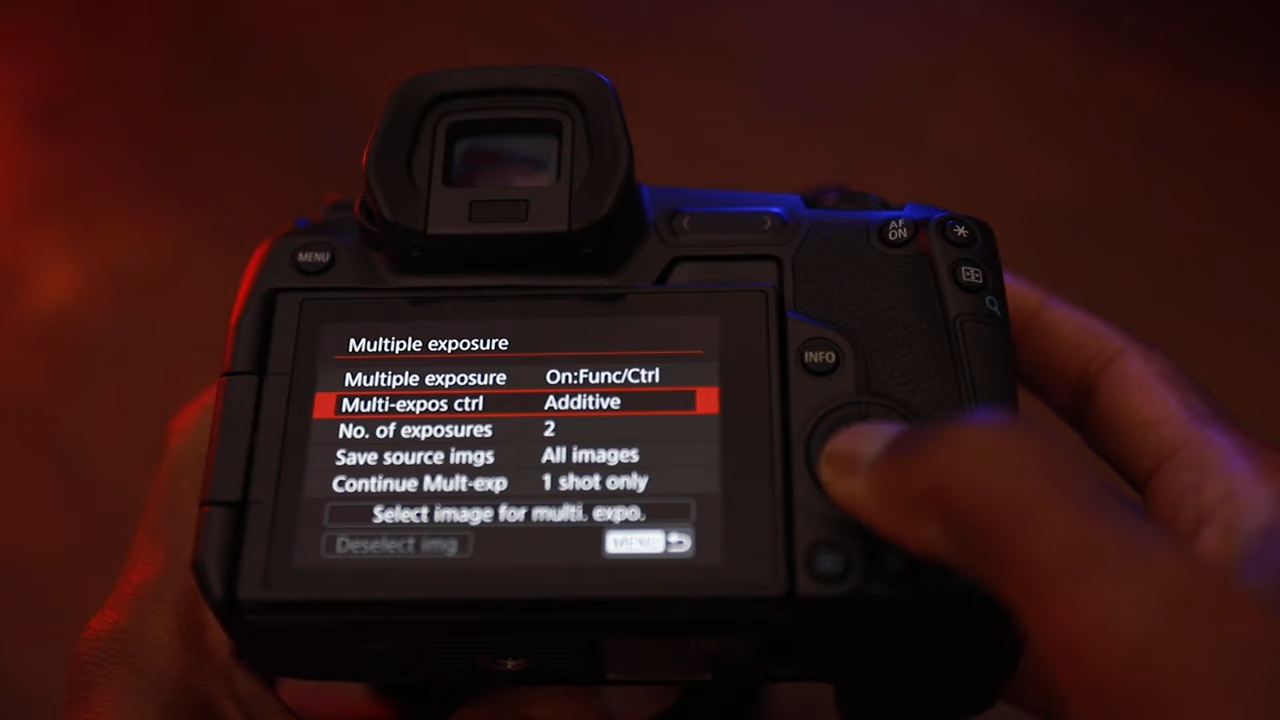 AF
ON
MENU
INFO
Multiple exposure
Multiple exposure On:Func/Ctrl
Multi-expos ctrl Additive
No. of exposures 2
Save source imgs All images
Continue Mult-exp 1 shot only
Select image for multi. expo.
Deselect img MENU